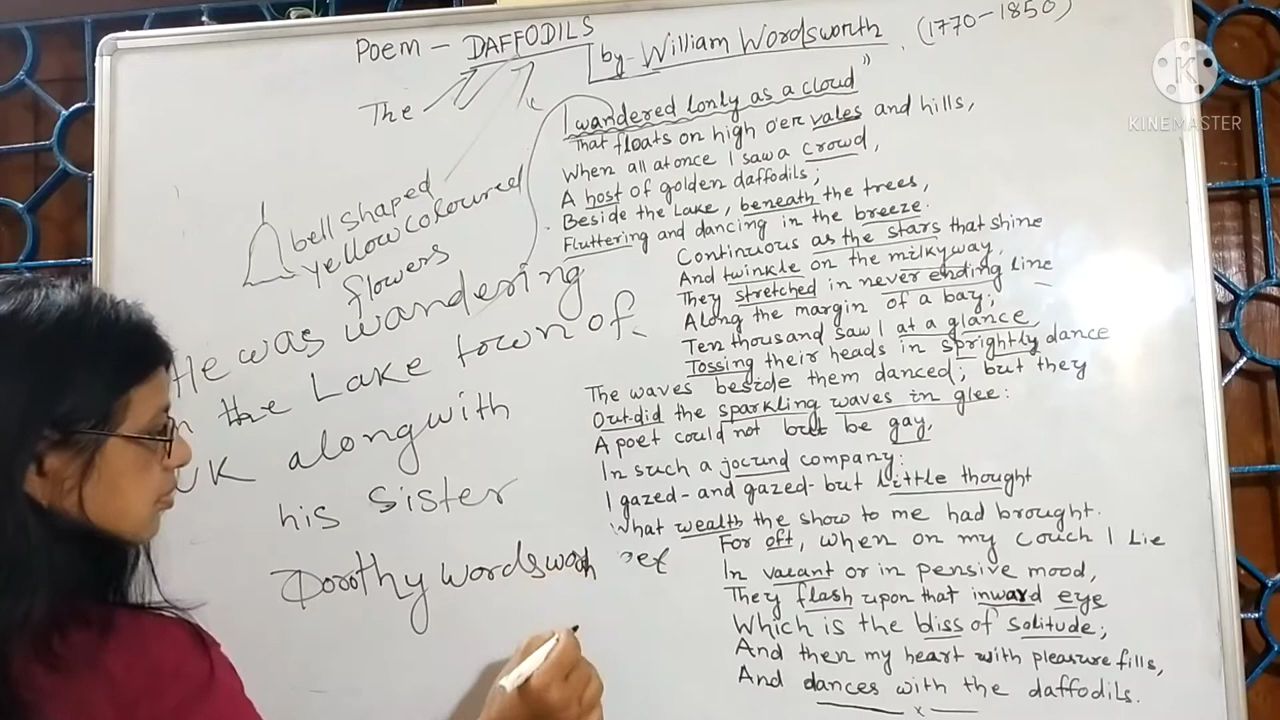 Poem - DAFFODILS
by - William Wordsworth . (1770-1850)
The
"I wandered lonly as a cloud"
That floats on high o'er vales and hills,
When all at once I saw a crowd,
A host of golden daffodils;
Beside the Lake, beneath the trees,
Fluttering and dancing in the breeze.
Continuous as the stars that shine
And twinkle on the milky way,
They stretched in never ending line
Along the margin of a bay;
Ten thousand saw I at a glance,
Tossing their heads in sprightly dance
The waves beside them danced; but they
Out-did the sparkling waves in glee:
A poet could not but be gay,
In such a jocund company:
I gazed- and gazed- but little thought
What wealth the show to me had brought.
For oft, when on my couch I Lie
In vacant or in pensive mood,
They flash upon that inward eye
Which is the bliss of solitude;
And then my heart with pleasure fills,
And dances with the daffodils.
x
bell shaped
yellow coloured
flowers
He was wandering
the Lake town of
UK alongwith
his sister
Dorothy
KINEMASTER